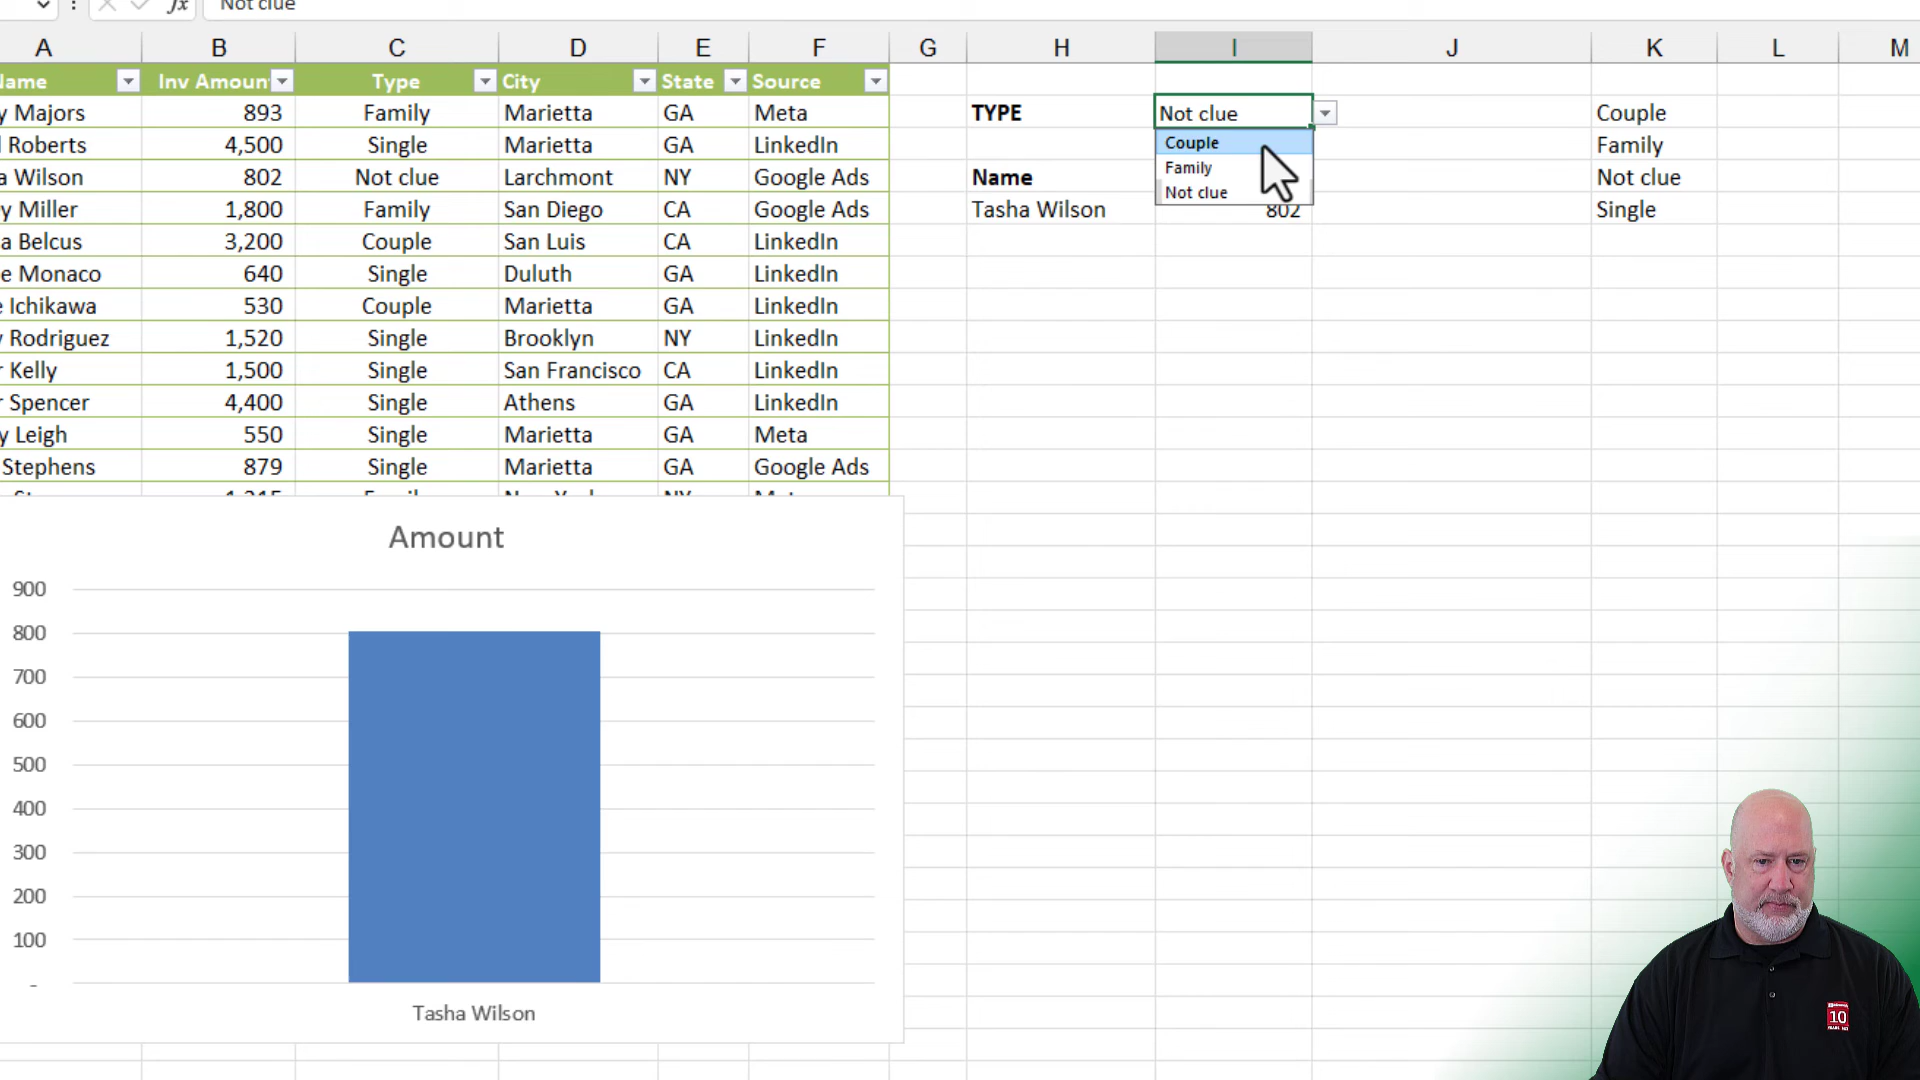 fx Not clue
A B C D E F G H I J K L M
Name Inv Amoun Type City State Source
y Majors 893 Family Marietta GA Meta TYPE Not clue Couple
Roberts 4,500 Single Marietta GA LinkedIn Couple Family
a Wilson 802 Not clue Larchmont NY Google Ads Name Family Not clue
y Miller 1,800 Family San Diego CA Google Ads Tasha Wilson Not clue 802 Single
a Belcus 3,200 Couple San Luis CA LinkedIn
e Monaco 640 Single Duluth GA LinkedIn
e Ichikawa 530 Couple Marietta GA LinkedIn
y Rodriguez 1,520 Single Brooklyn NY LinkedIn
r Kelly 1,500 Single San Francisco CA LinkedIn
r Spencer 4,400 Single Athens GA LinkedIn
y Leigh 550 Single Marietta GA Meta
Stephens 879 Single Marietta GA Google Ads
Amount
900
800
700
600
500
400
300
200
100
-
Tasha Wilson
10